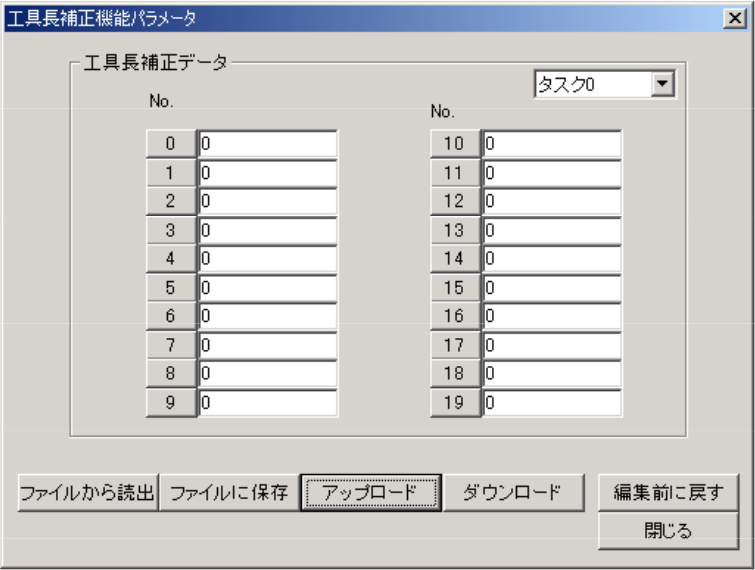 工具長補正機能パラメータ
工具長補正データ
タスク0
No.
No.
0 0 10 0
1 0 11 0
2 0 12 0
3 0 13 0
4 0 14 0
5 0 15 0
6 0 16 0
7 0 17 0
8 0 18 0
9 0 19 0
ファイルから読出 ファイルに保存 アップロード ダウンロード 編集前に戻す
閉じる